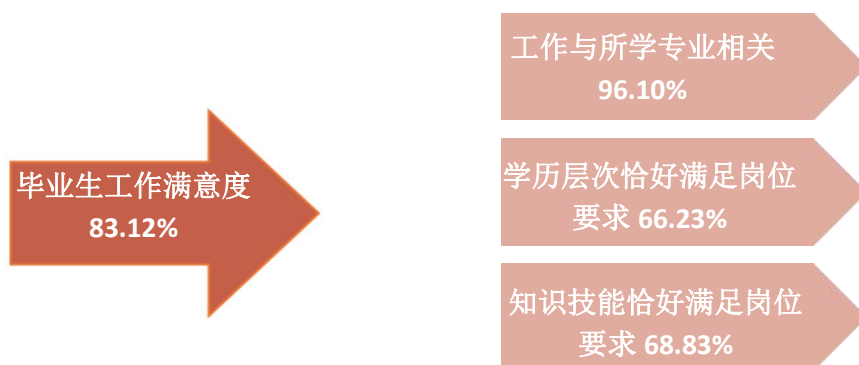 毕业生工作满意度
83.12%
工作与所学专业相关
96.10%
学历层次恰好满足岗位
要求 66.23%
知识技能恰好满足岗位
要求 68.83%